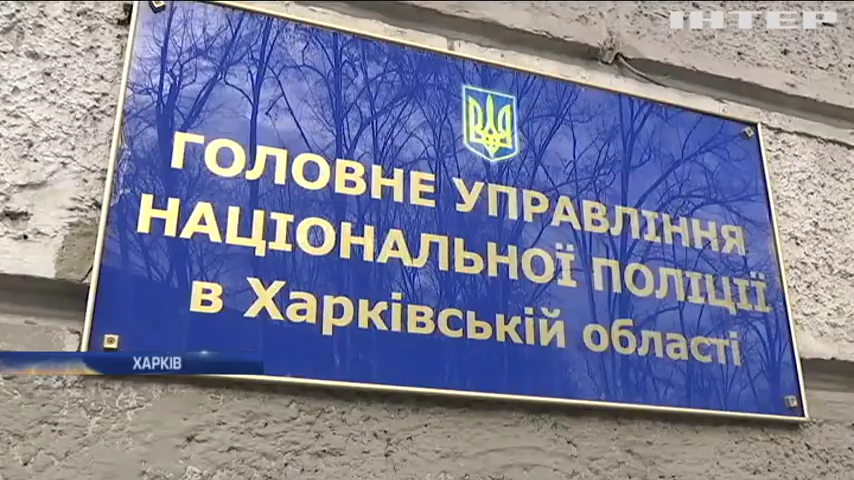 ІНТЕР
ГОЛОВНЕ УПРАВЛІННЯ
НАЦІОНАЛЬНОЇ ПОЛІЦІЇ
в Харківській області
ХАРКІВ